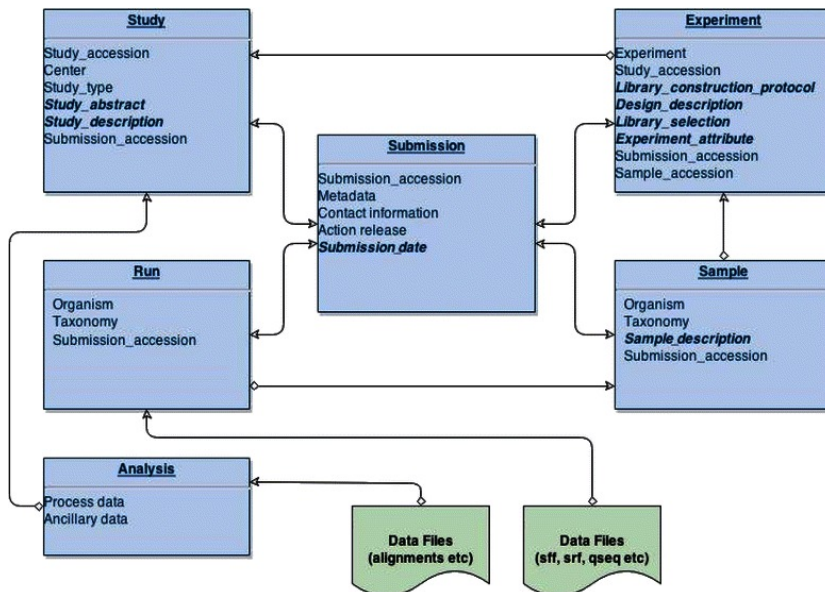 Study
Study_accession
Center
Study_type
Study_abstract
Study_description
Submission_accession
Experiment
Experiment
Study_accession
Library_construction_protocol
Design_description
Library_selection
Experiment_attribute
Submission_accession
Sample_accession
Submission
Submission_accession
Metadata
Contact information
Action release
Submission_date
Run
Organism
Taxonomy
Submission_accession
Sample
Organism
Taxonomy
Sample_description
Submission_accession
Analysis
Process data
Ancillary data
Data Files
(alignments etc)
Data Files
(sff, srf, qseq etc)